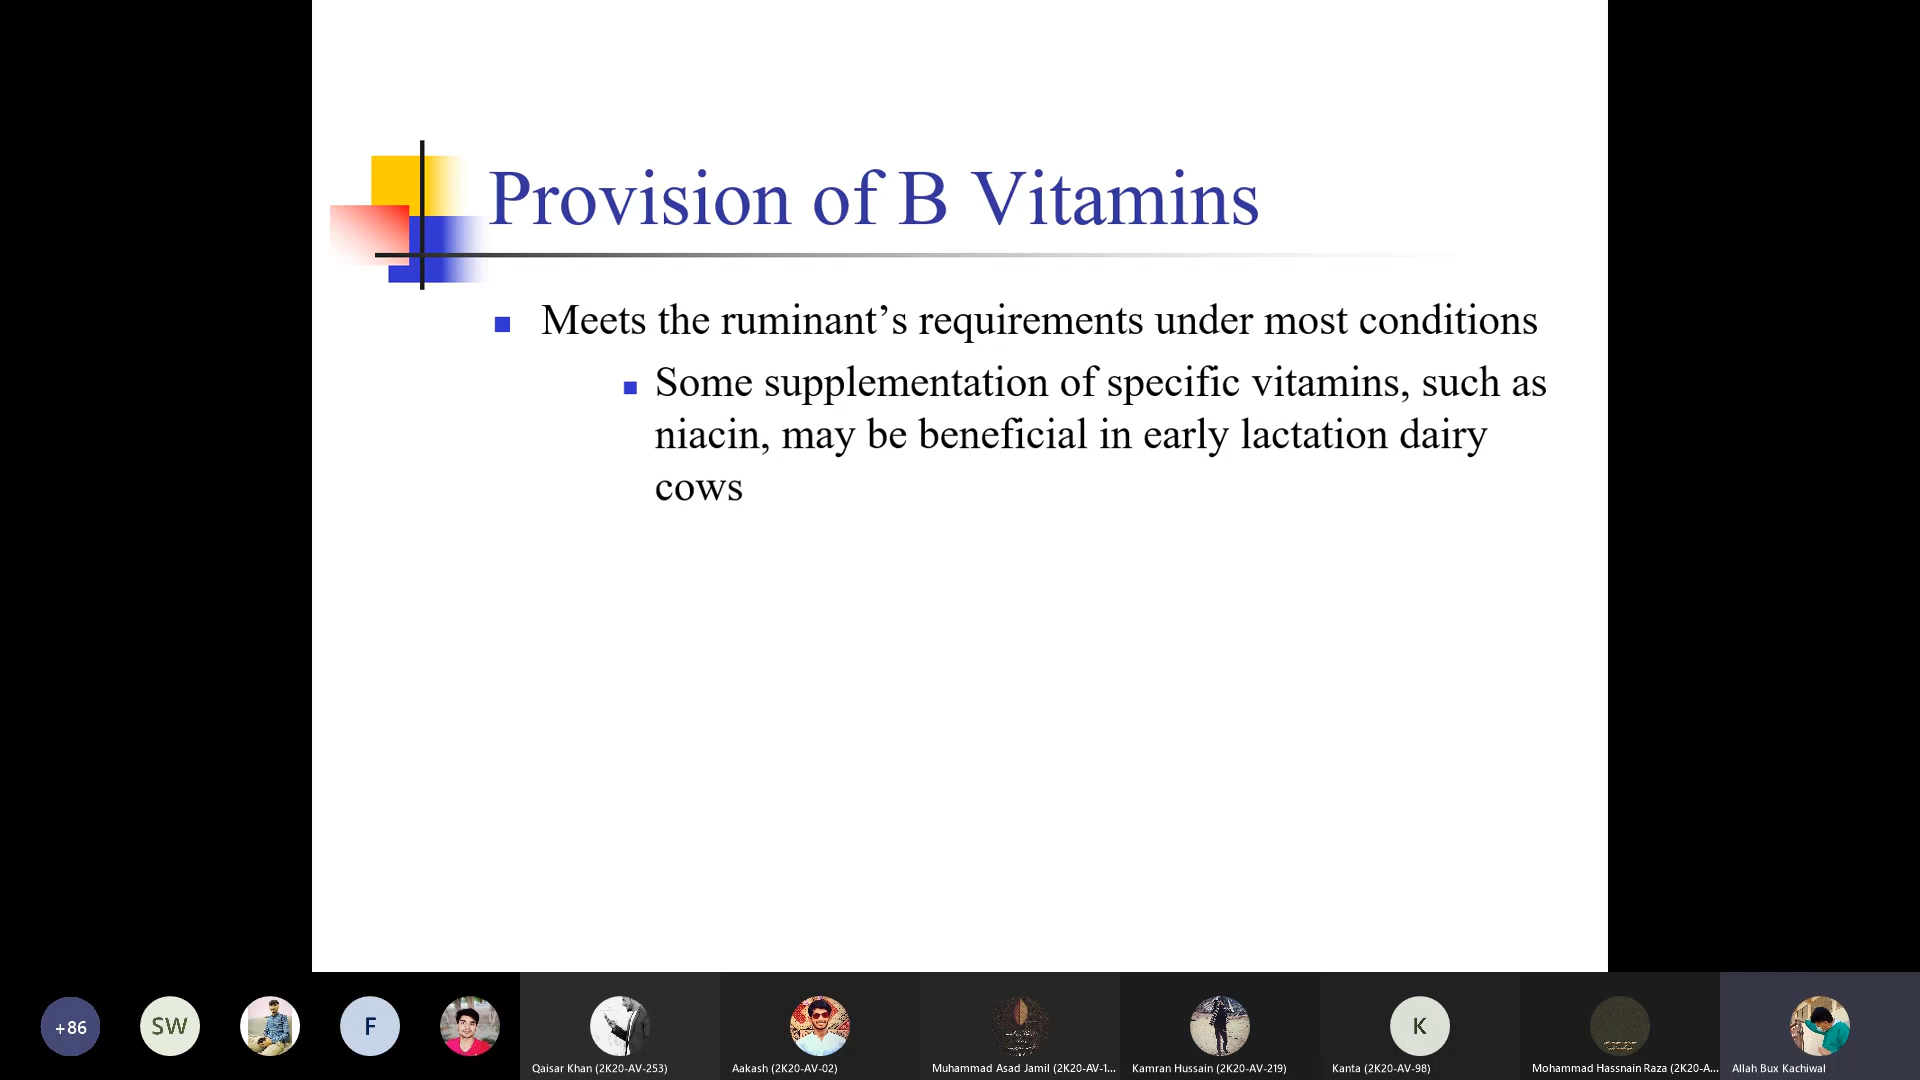 Provision of B Vitamins
Meets the ruminant’s requirements under most conditions
Some supplementation of specific vitamins, such as
niacin, may be beneficial in early lactation dairy
cows
+86
SW
F
K
Qaisar Khan (2K20-AV-253)
Aakash (2K20-AV-02)
Muhammad Asad Jamil (2K20-AV-1...
Kamran Hussain (2K20-AV-219)
Kanta (2K20-AV-98)
Mohammad Hassnain Raza (2K20-A...
Allah Bux Kachiwal